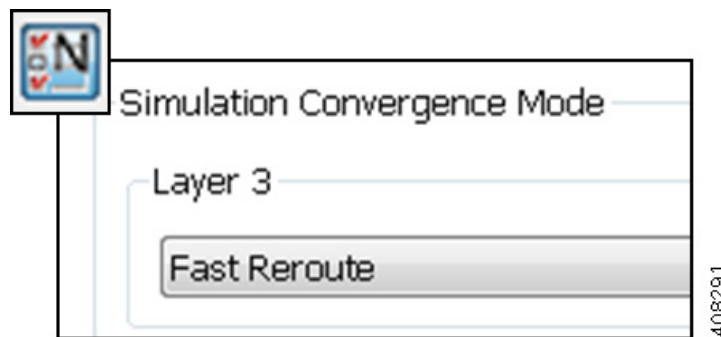 N
Simulation Convergence Mode
Layer 3
Fast Reroute
408291